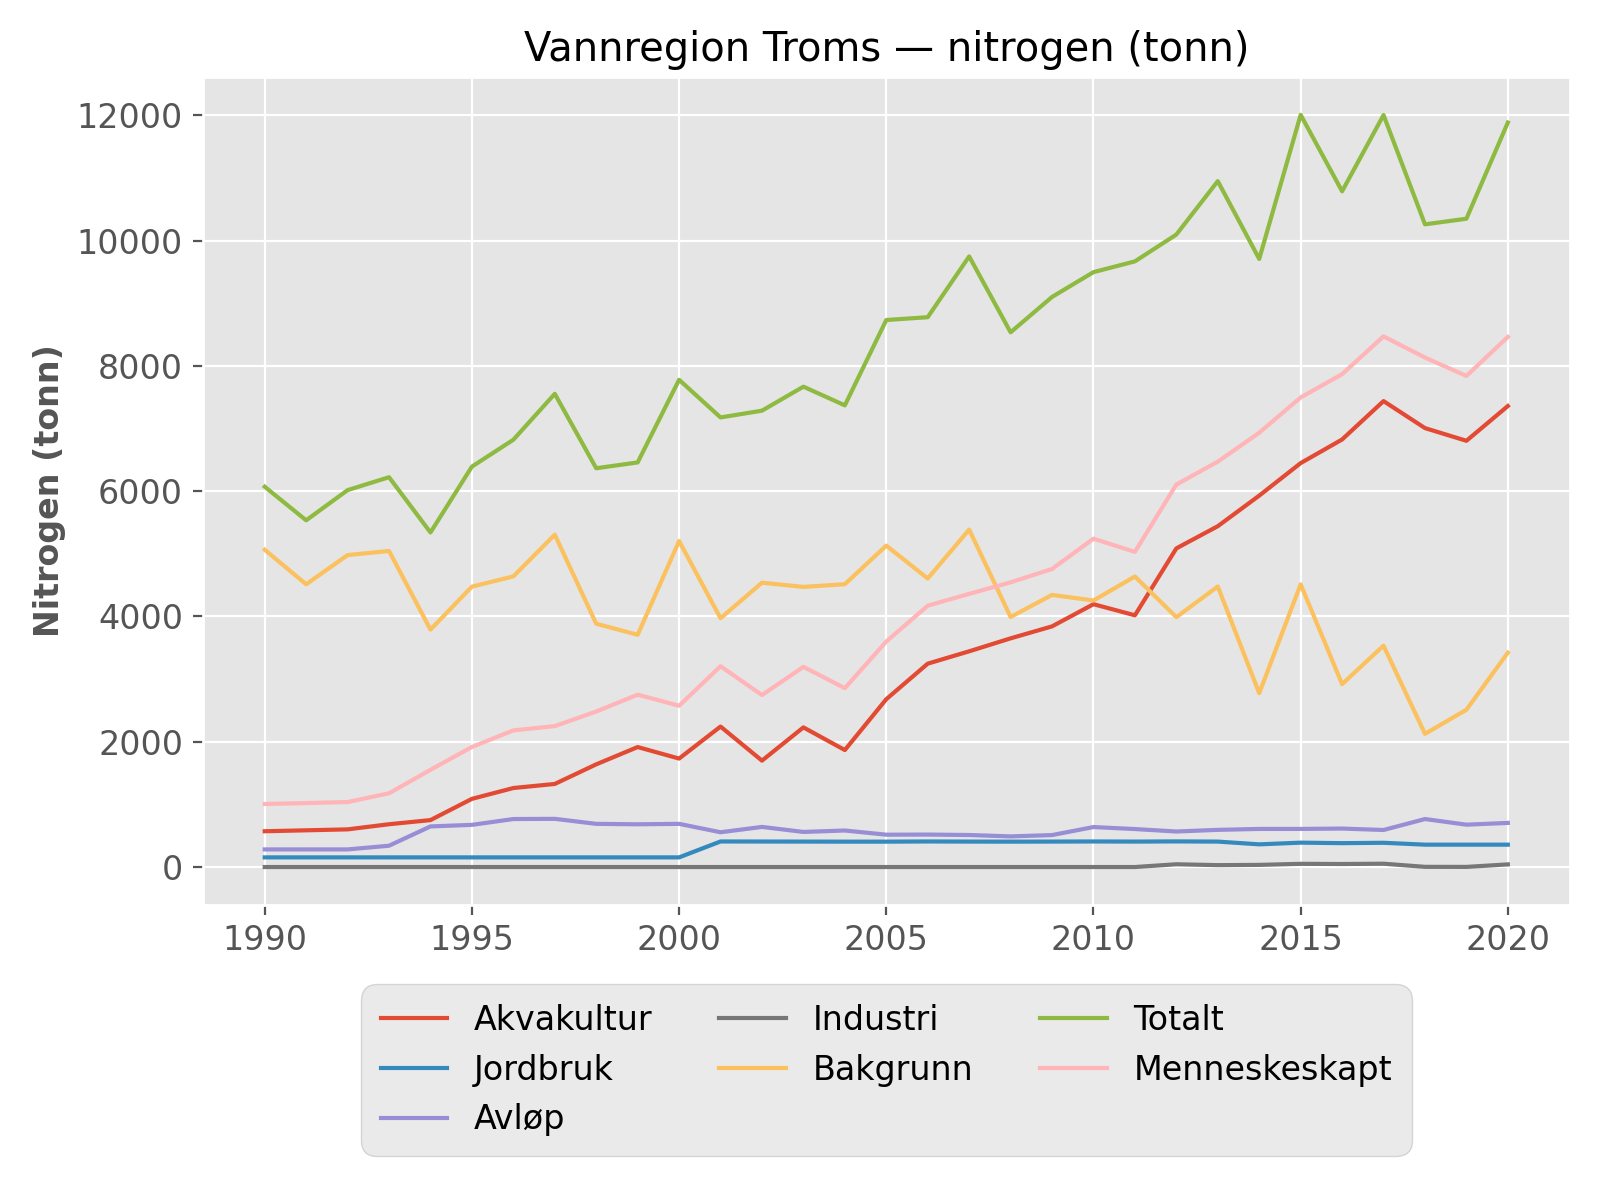 Vannregion Troms — nitrogen (tonn)
Nitrogen (tonn)
12000
10000
8000
6000
4000
2000
0
1990 1995 2000 2005 2010 2015 2020
Akvakultur Industri Totalt
Jordbruk Bakgrunn Menneskeskapt
Avløp